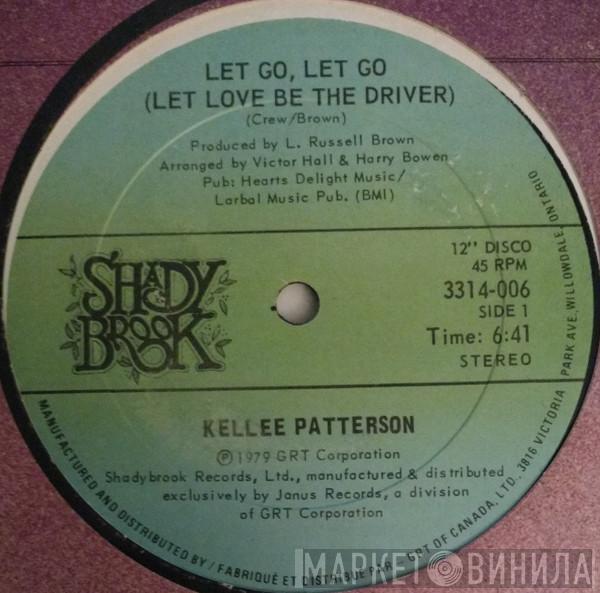 LET GO, LET GO
(LET LOVE BE THE DRIVER)
(Crew/Brown)
Produced by L. Russell Brown
Arranged by Victor Hall & Harry Bowen
Pub: Hearts Delight Music/
Larbal Music Pub. (BMI)
SHADY
BROOK
12" DISCO
45 RPM
3314-006
SIDE 1
Time: 6:41
STEREO
KELLEE PATTERSON
Ⓟ1979 GRT Corporation
Shadybrook Records, Ltd., manufactured & distributed
exclusively by Janus Records, a division
of GRT Corporation
MANUFACTURED AND DISTRIBUTED BY / FABRIQUÉ ET DISTRIBUÉ PAR GRT OF CANADA, LTD. 3816 VICTORIA PARK AVE, WILLOWDALE, ONTARIO
МАРКЕТ ВИНИЛА